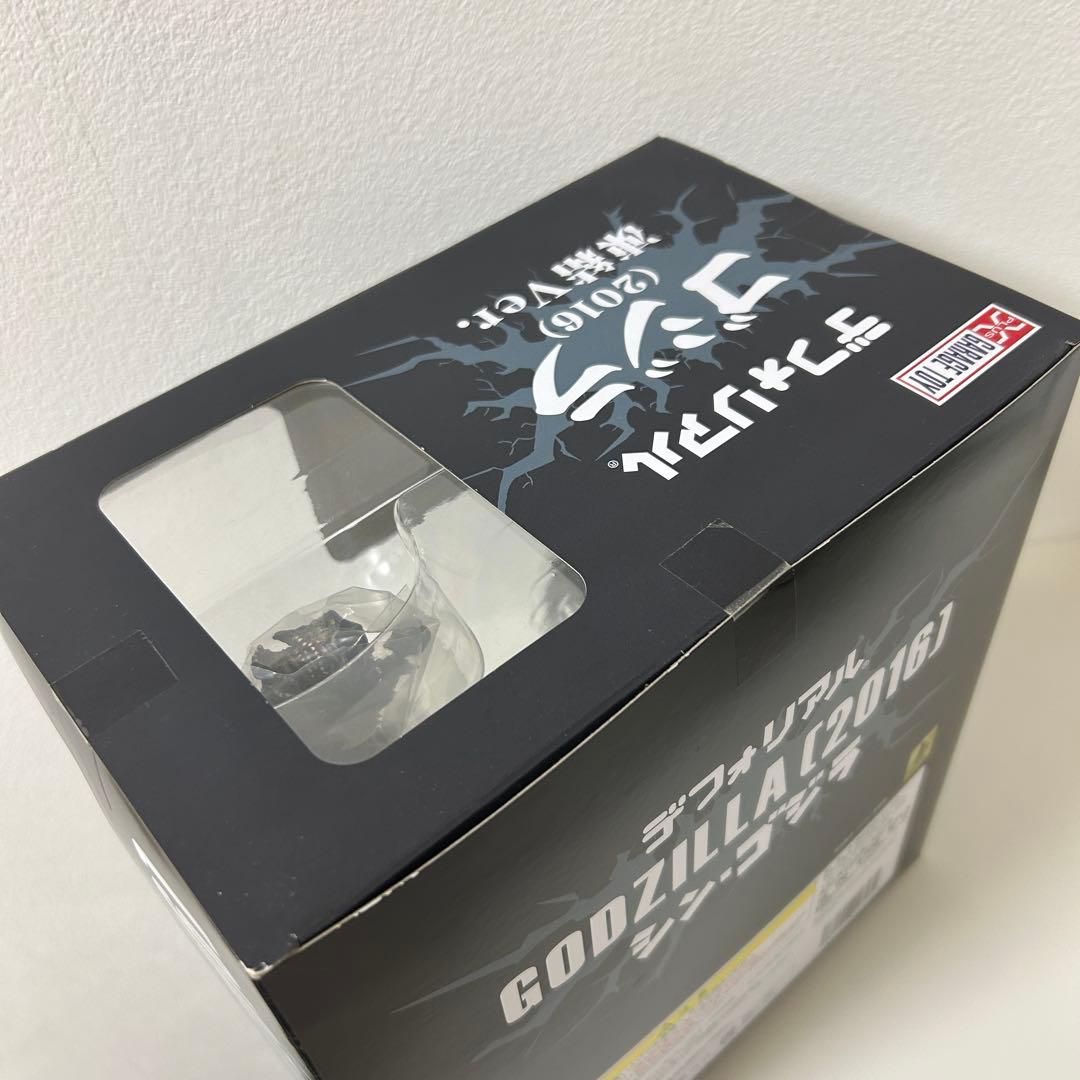 デフォリアル®
ゴジラ
(2016)
凍結Ver.
X
PLUS
GARAGE TOY
デフォリアル
GODZILLA(2016)
シン・ゴジラ